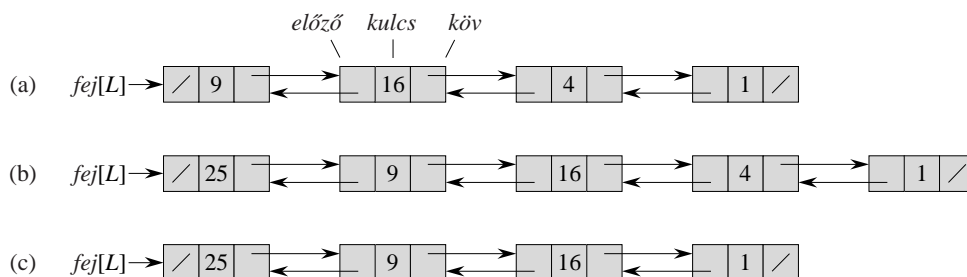 előző kulcs köv
(a) fej[L] / 9 16 4 1 /
(b) fej[L] / 25 9 16 4 1 /
(c) fej[L] / 25 9 16 1 /